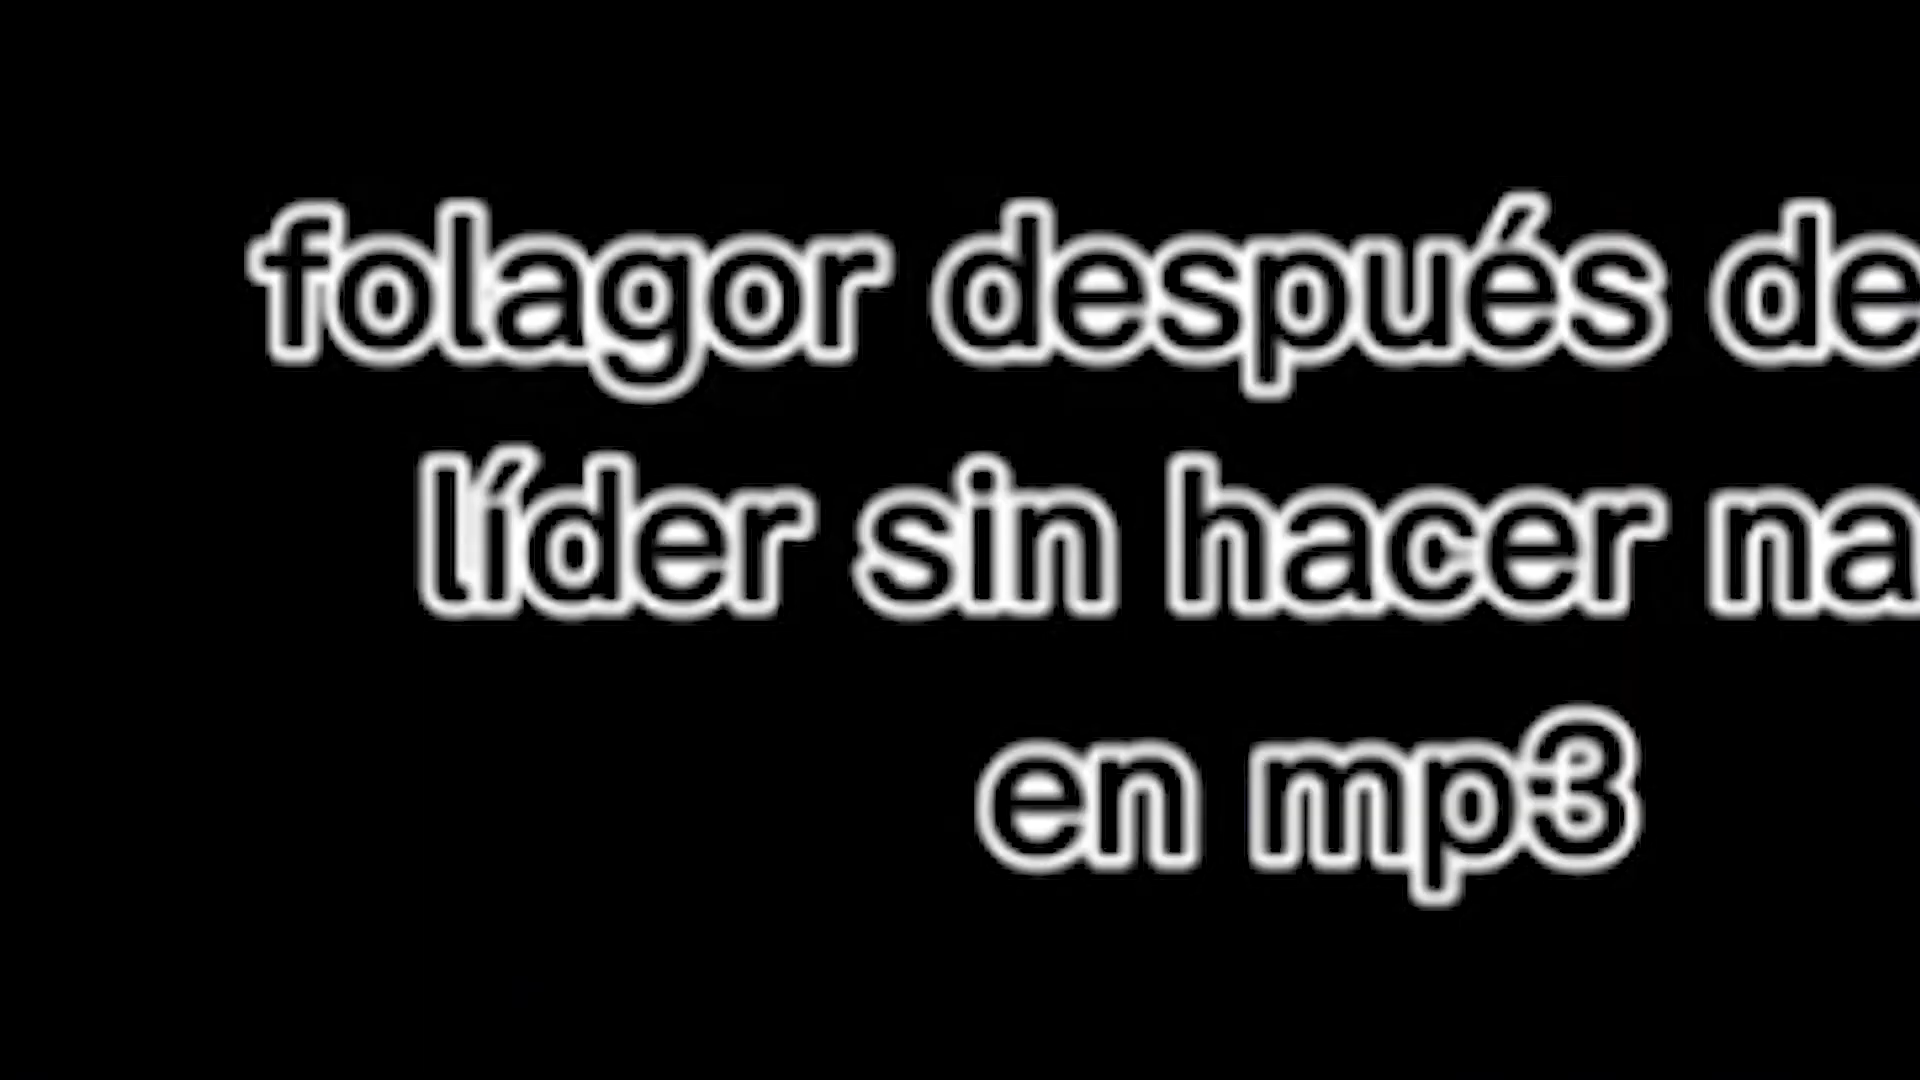 folagor después de
líder sin hacer na
en mp3